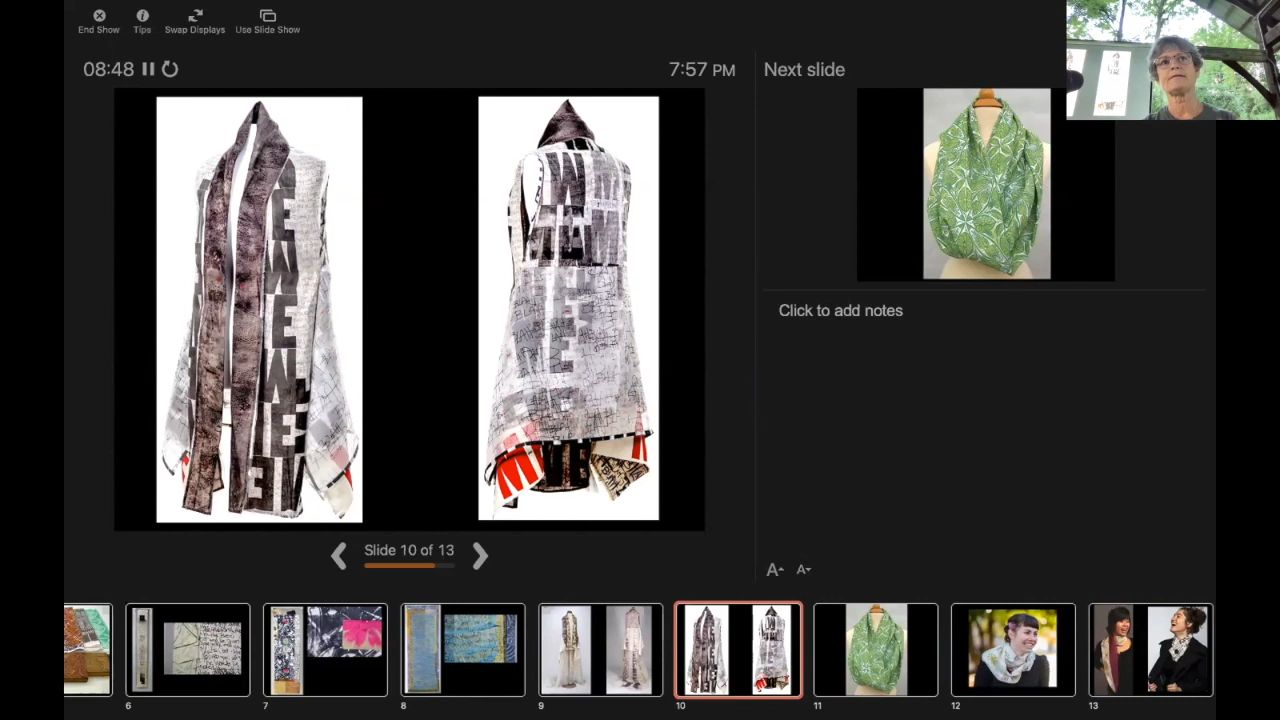 End Show Tips Swap Displays Use Slide Show
08:48 7:57 PM Next slide
W
E
M
E
W
E
M
E
W
E
Click to add notes
Slide 10 of 13
A A
6 7 8 9 10 11 12 13